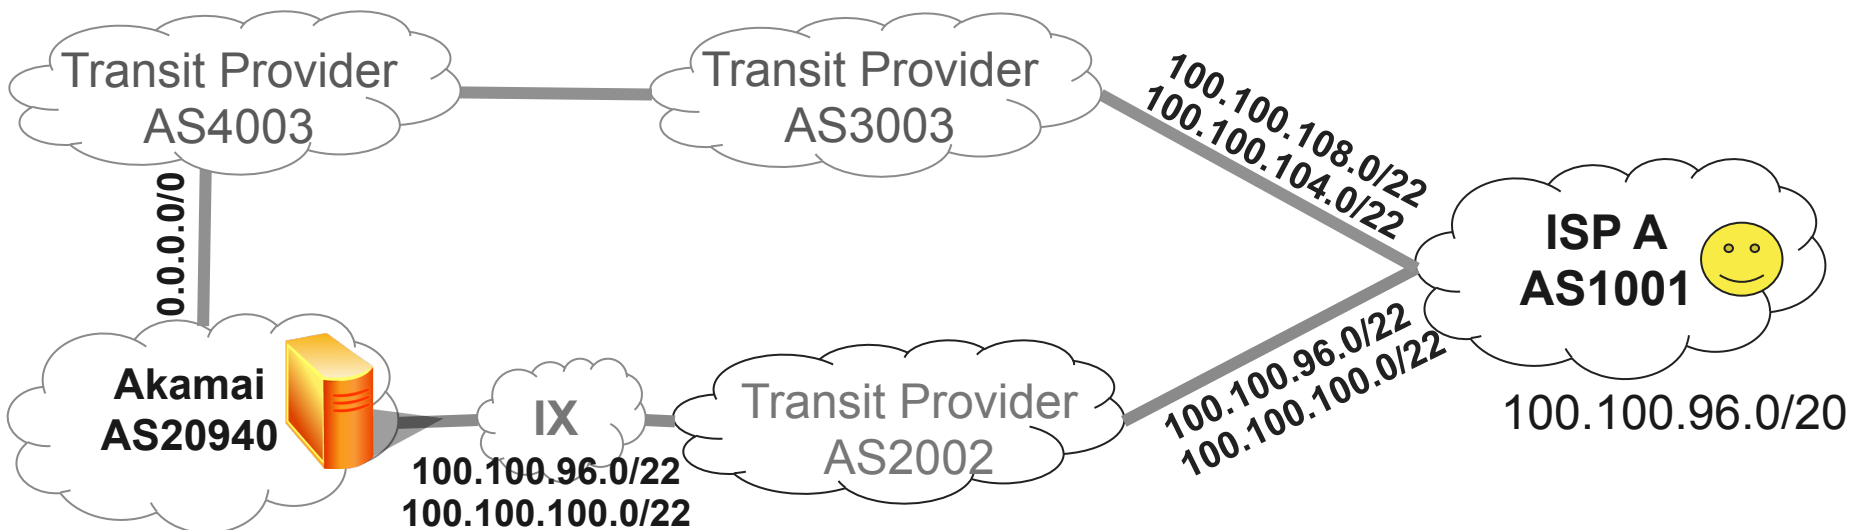 Transit Provider
AS4003
Transit Provider
AS3003
100.100.108.0/22
100.100.104.0/22
0.0.0.0/0
ISP A
AS1001
100.100.96.0/20
Akamai
AS20940
IX
100.100.96.0/22
100.100.100.0/22
Transit Provider
AS2002
100.100.96.0/22
100.100.100.0/22